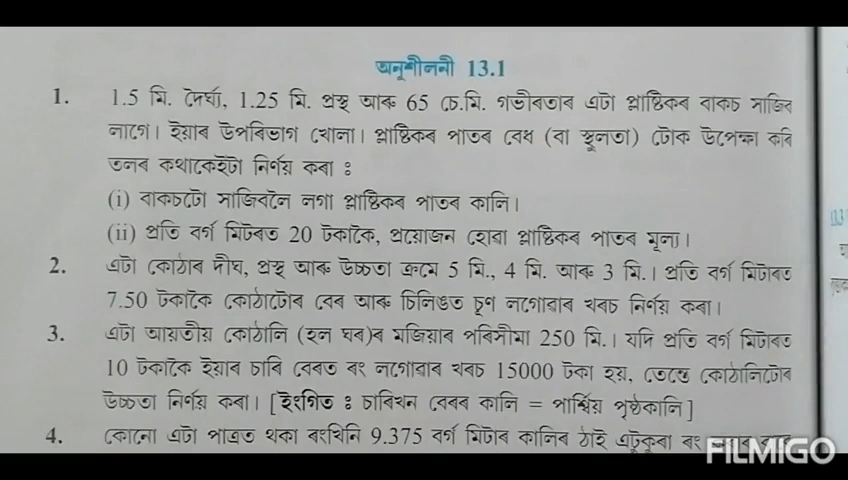 অনুশীলনী 13.1
1. 1.5 মি. দৈৰ্ঘ্য, 1.25 মি. প্ৰস্থ আৰু 65 চে.মি. গভীৰতাৰ এটা প্লাষ্টিকৰ বাকচ সাজিব
লাগে। ইয়াৰ উপৰিভাগ খোলা। প্লাষ্টিকৰ পাতৰ বেধ (বা স্থূলতা) টোক উপেক্ষা কৰি
তলৰ কথাকেইটা নিৰ্ণয় কৰা ঃ
(i) বাকচটো সাজিবলৈ লগা প্লাষ্টিকৰ পাতৰ কালি।
(ii) প্ৰতি বৰ্গ মিটৰত 20 টকাকৈ, প্ৰয়োজন হোৱা প্লাষ্টিকৰ পাতৰ মূল্য।
2. এটা কোঠাৰ দীঘ, প্ৰস্থ আৰু উচ্চতা ক্ৰমে 5 মি., 4 মি. আৰু 3 মি.। প্ৰতি বৰ্গ মিটাৰত
7.50 টকাকৈ কোঠাটোৰ বেৰ আৰু চিলিঙত চূণ লগোৱাৰ খৰচ নিৰ্ণয় কৰা।
3. এটা আয়তীয় কোঠালি (হল ঘৰ)ৰ মজিয়াৰ পৰিসীমা 250 মি.। যদি প্ৰতি বৰ্গ মিটাৰত
10 টকাকৈ ইয়াৰ চাৰি বেৰত ৰং লগোৱাৰ খৰচ 15000 টকা হয়, তেন্তে কোঠালিটোৰ
উচ্চতা নিৰ্ণয় কৰা। [ইংগিত ঃ চাৰিখন বেৰৰ কালি = পাৰ্শ্বিয় পৃষ্ঠকালি]
4. কোনো এটা পাত্ৰত থকা ৰংখিনি 9.375 বৰ্গ মিটাৰ কালিৰ ঠাই এটুকুৰা ৰং
FILMIGO